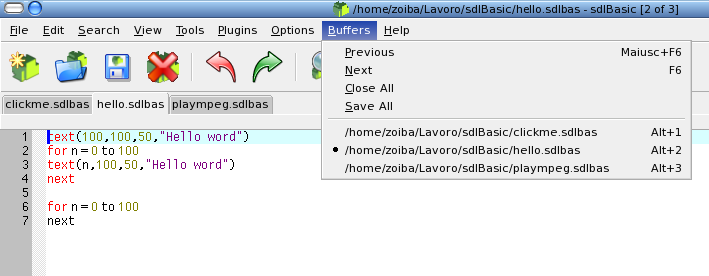 /home/zoiba/Lavoro/sdlBasic/hello.sdlbas - sdlBasic [2 of 3]
File Edit Search View Tools Plugins Options Buffers Help
Previous Maiusc+F6
Next F6
Close All
Save All
/home/zoiba/Lavoro/sdlBasic/clickme.sdlbas Alt+1
/home/zoiba/Lavoro/sdlBasic/hello.sdlbas Alt+2
/home/zoiba/Lavoro/sdlBasic/plaympeg.sdlbas Alt+3
clickme.sdlbas hello.sdlbas plaympeg.sdlbas
1 text(100,100,50,"Hello word")
2 for n=0 to 100
3 text(n,100,50,"Hello word")
4 next
5
6 for n=0 to 100
7 next